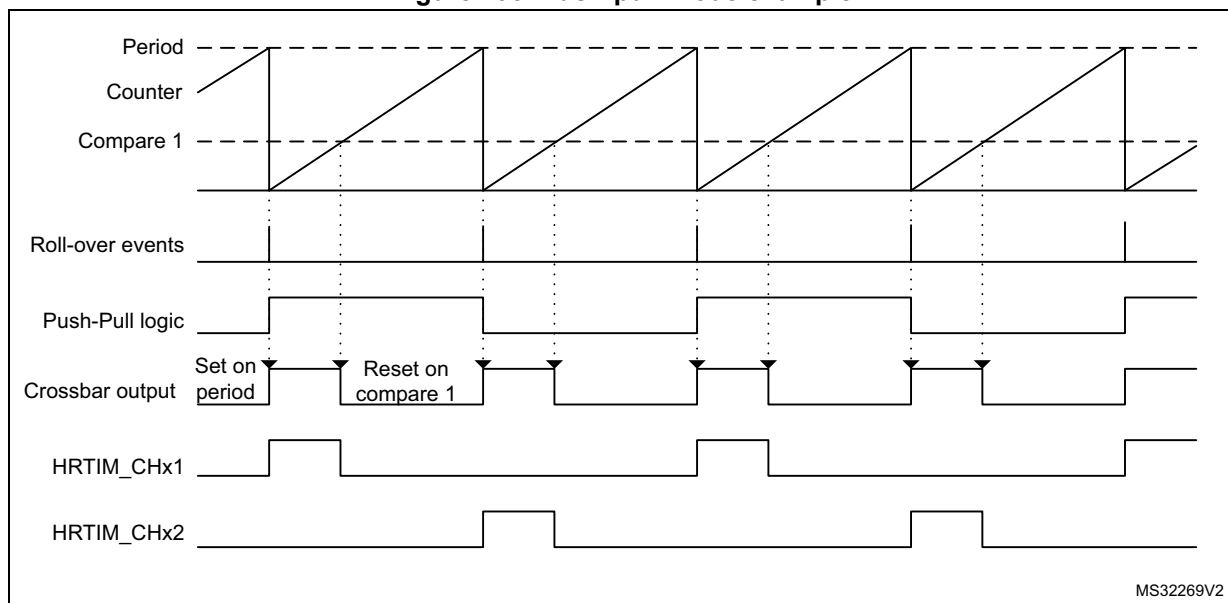 Period
Counter
Compare 1
Roll-over events
Push-Pull logic
Crossbar output
Set on
period
Reset on
compare 1
HRTIM_CHx1
HRTIM_CHx2
MS32269V2